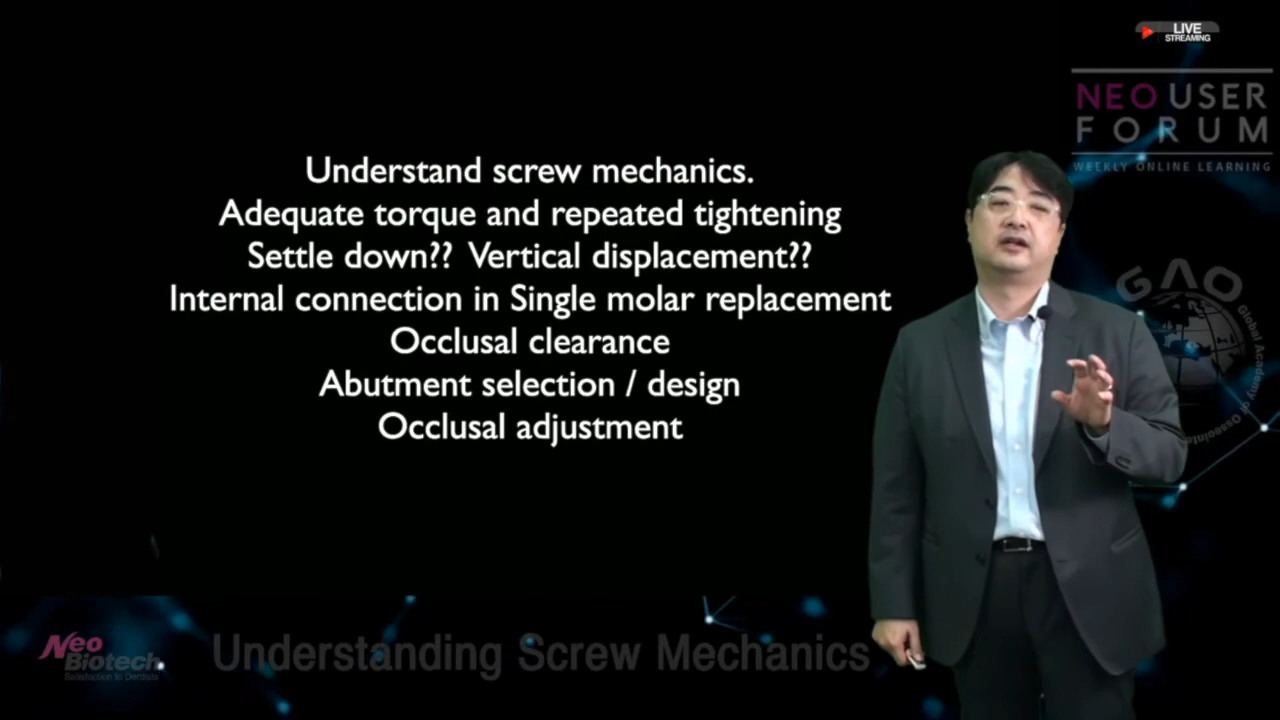 LIVE
STREAMING
NEO USER
FORUM
WEEKLY ONLINE LEARNING
Understand screw mechanics.
Adequate torque and repeated tightening
Settle down?? Vertical displacement??
Internal connection in Single molar replacement
Occlusal clearance
Abutment selection / design
Occlusal adjustment
GAO
Global Academy of Osseointe
Neo
Biotech
Satisfaction to Dentists
Understanding Screw Mechanics